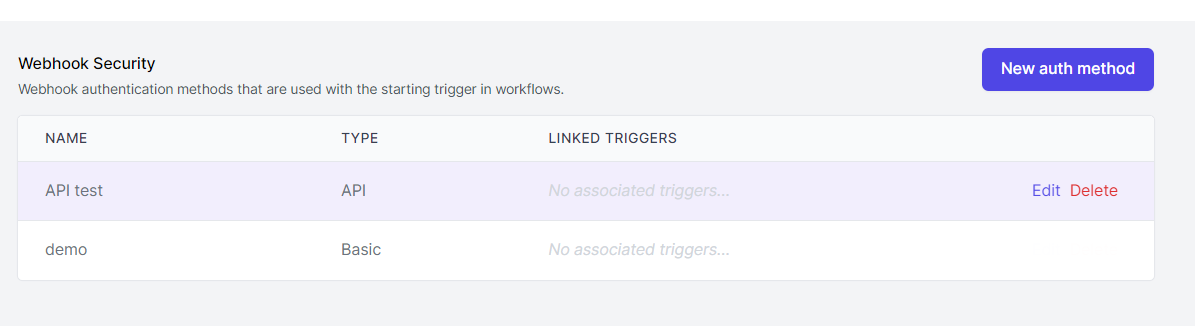 Webhook Security
New auth method
Webhook authentication methods that are used with the starting trigger in workflows.
NAME TYPE LINKED TRIGGERS
API test API No associated triggers... Edit Delete
demo Basic No associated triggers...